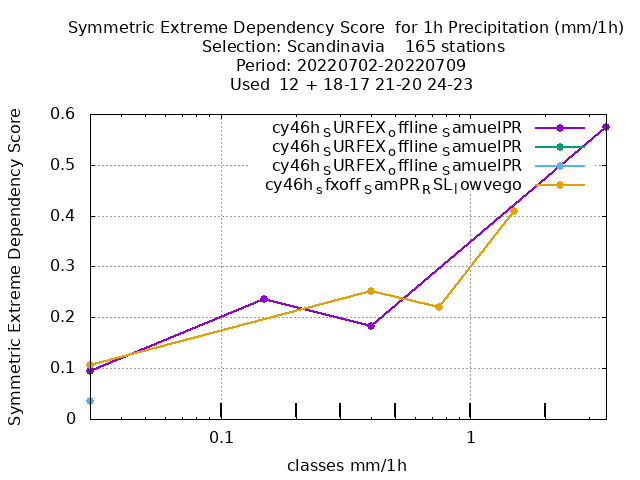 Symmetric Extreme Dependency Score  for 1h Precipitation (mm/1h)
Selection: Scandinavia    165 stations
Period: 20220702-20220709
Used  12 + 18-17 21-20 24-23
Symmetric Extreme Dependency Score
0.6
0.5
0.4
0.3
0.2
0.1
0
cy46h_SURFEX_offline_SamuelPR
cy46h_SURFEX_offline_SamuelPR
cy46h_SURFEX_offline_SamuelPR
cy46h_sfxoff_SamPR_RSL_lowvego
0.1
1
classes mm/1h